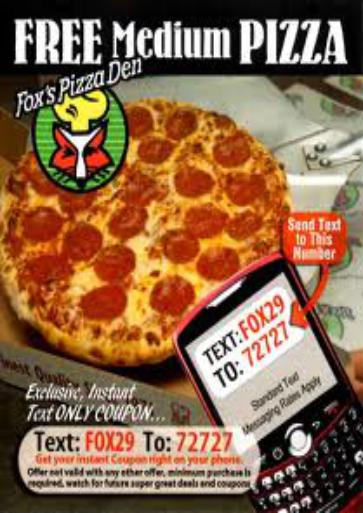 FREE Medium PIZZA
Fox's Pizza Den
Send Text
to This
Number
TEXT: FOX29
TO: 72727
Standard Text
Messaging Rates Apply
Exclusive, Instant
Text ONLY COUPON...
Text: FOX29 To: 72727
Get your instant Coupon right on your phone.
Offer not valid with any other offer, minimum purchase is
required, watch for future super great deals and coupons